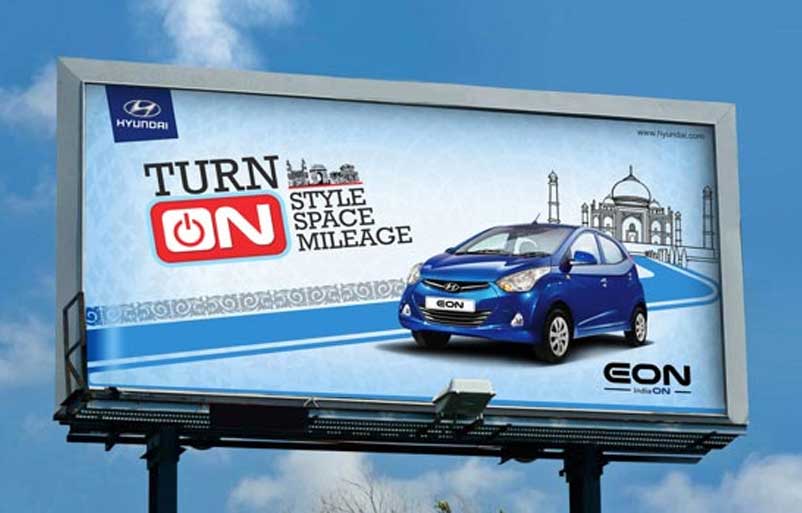 HYUNDAI
www.hyundai.com
TURN
ON
STYLE
SPACE
MILEAGE
EON
EON
India ON